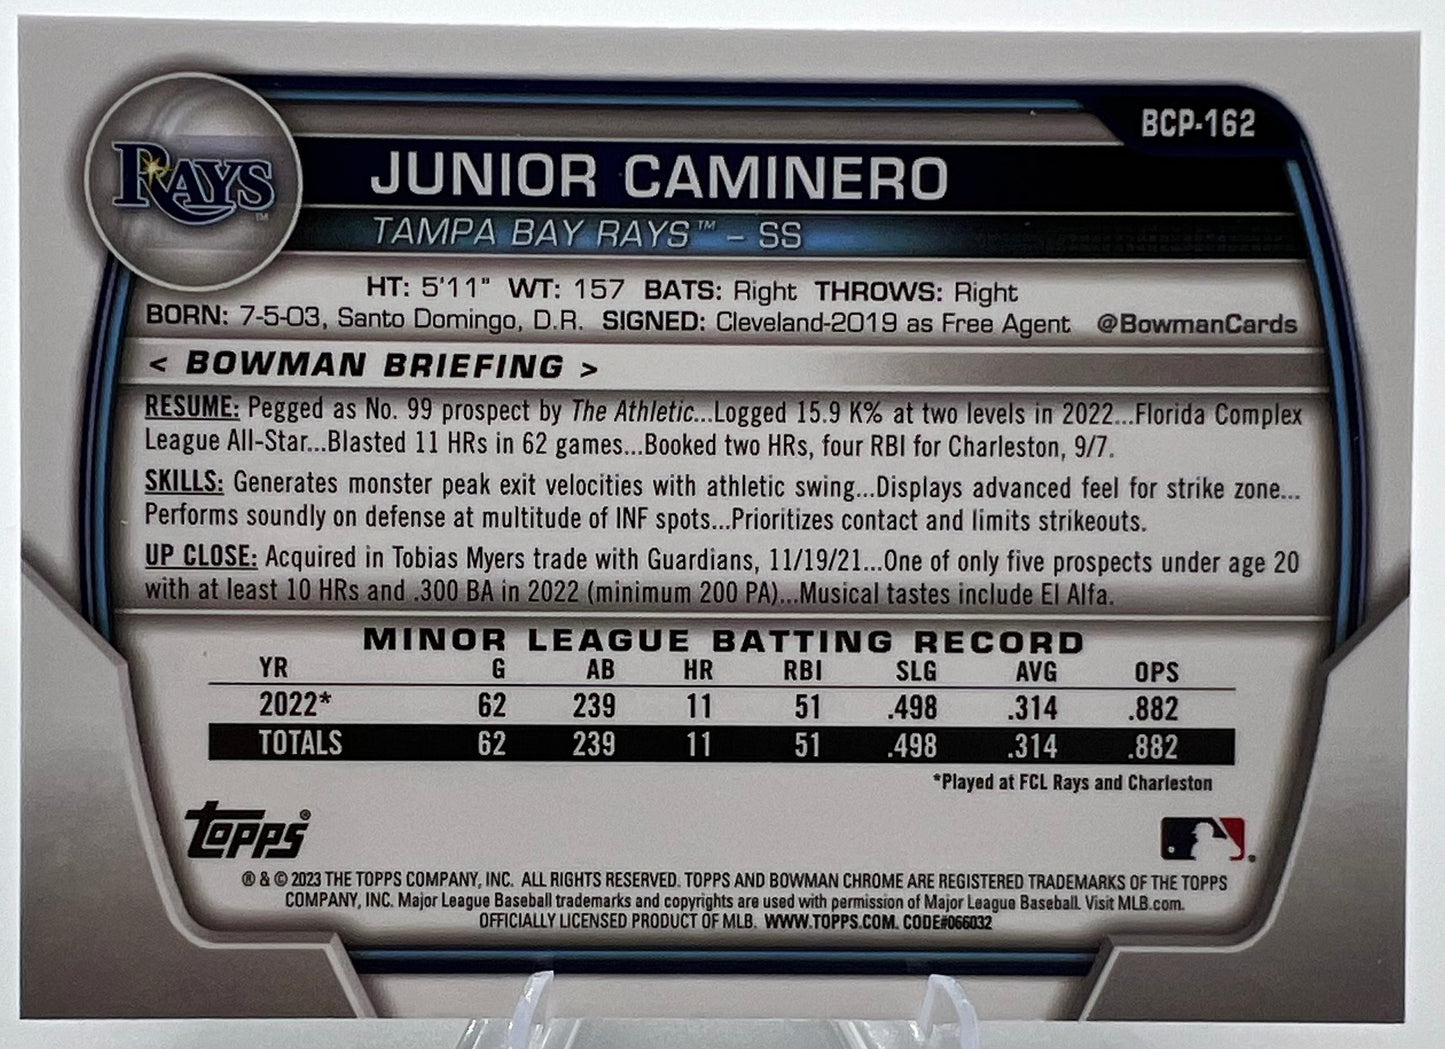 BCP-162
RAYS™
JUNIOR CAMINERO
TAMPA BAY RAYS™ – SS
HT: 5'11" WT: 157 BATS: Right THROWS: Right
BORN: 7-5-03, Santo Domingo, D.R. SIGNED: Cleveland-2019 as Free Agent @BowmanCards
< BOWMAN BRIEFING >
RESUME: Pegged as No. 99 prospect by The Athletic...Logged 15.9 K% at two levels in 2022...Florida Complex
League All-Star...Blasted 11 HRs in 62 games...Booked two HRs, four RBI for Charleston, 9/7.
SKILLS: Generates monster peak exit velocities with athletic swing...Displays advanced feel for strike zone...
Performs soundly on defense at multitude of INF spots...Prioritizes contact and limits strikeouts.
UP CLOSE: Acquired in Tobias Myers trade with Guardians, 11/19/21...One of only five prospects under age 20
with at least 10 HRs and .300 BA in 2022 (minimum 200 PA)...Musical tastes include El Alfa.
MINOR LEAGUE BATTING RECORD
YR G AB HR RBI SLG AVG OPS
2022* 62 239 11 51 .498 .314 .882
TOTALS 62 239 11 51 .498 .314 .882
*Played at FCL Rays and Charleston
topps®
® & © 2023 THE TOPPS COMPANY, INC. ALL RIGHTS RESERVED. TOPPS AND BOWMAN CHROME ARE REGISTERED TRADEMARKS OF THE TOPPS
COMPANY, INC. Major League Baseball trademarks and copyrights are used with permission of Major League Baseball. Visit MLB.com.
OFFICIALLY LICENSED PRODUCT OF MLB. WWW.TOPPS.COM. CODE#066032